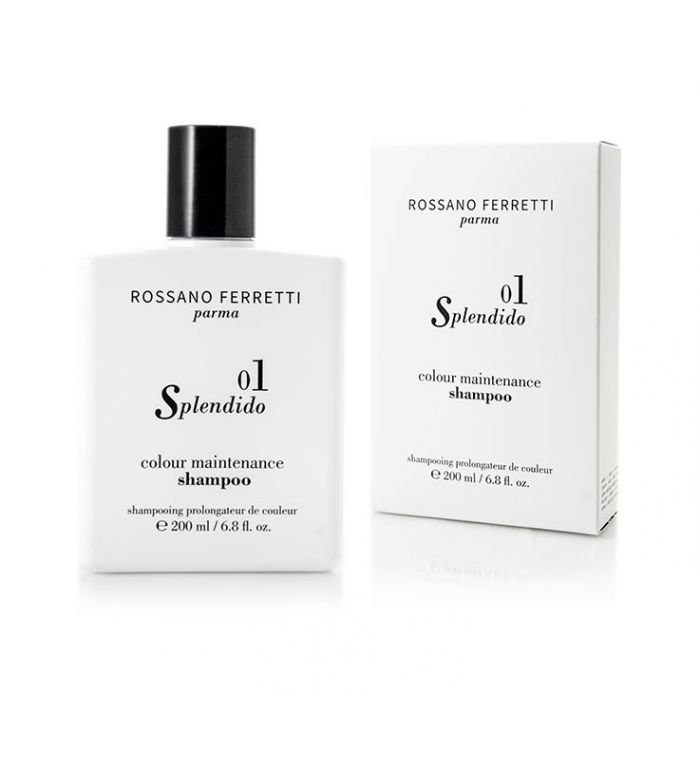 ROSSANO FERRETTI
parma
01
Splendido
colour maintenance
shampoo
shampooing prolongateur de couleur
℮ 200 ml / 6.8 fl. oz.
ROSSANO FERRETTI
parma
01
Splendido
colour maintenance
shampoo
shampooing prolongateur de couleur
℮ 200 ml / 6.8 fl. oz.